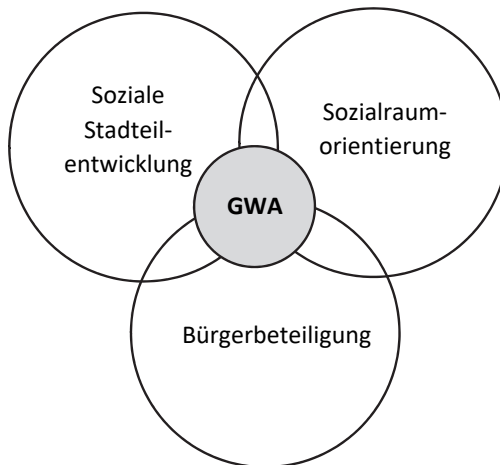 Soziale
Stadteil-
entwicklung
Sozialraum-
orientierung
GWA
Bürgerbeteiligung